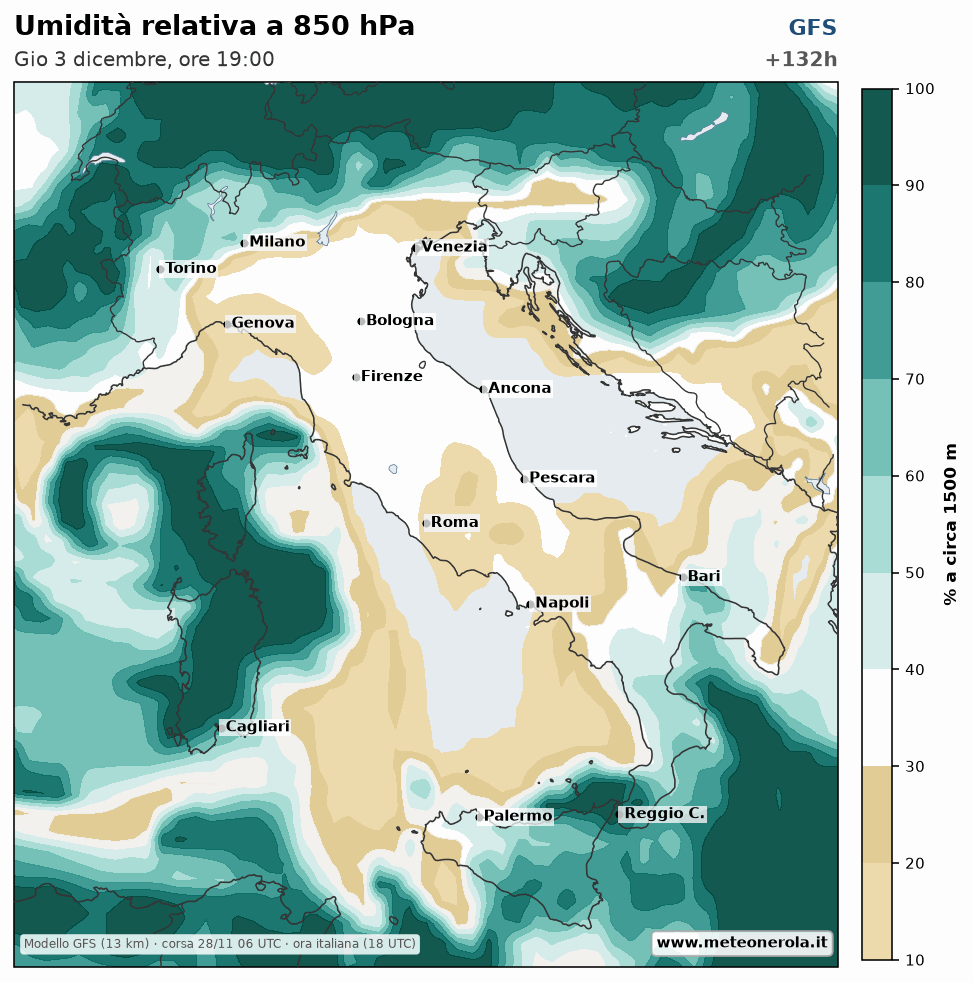 Umidità relativa a 850 hPa
GFS
Gio 3 dicembre, ore 19:00
+132h
100
90
80
70
60
50
40
30
20
10
% a circa 1500 m
Milano
Venezia
Torino
Genova
Bologna
Firenze
Ancona
Pescara
Roma
Bari
Napoli
Cagliari
Palermo
Reggio C.
Modello GFS (13 km) · corsa 28/11 06 UTC · ora italiana (18 UTC)
www.meteonerola.it